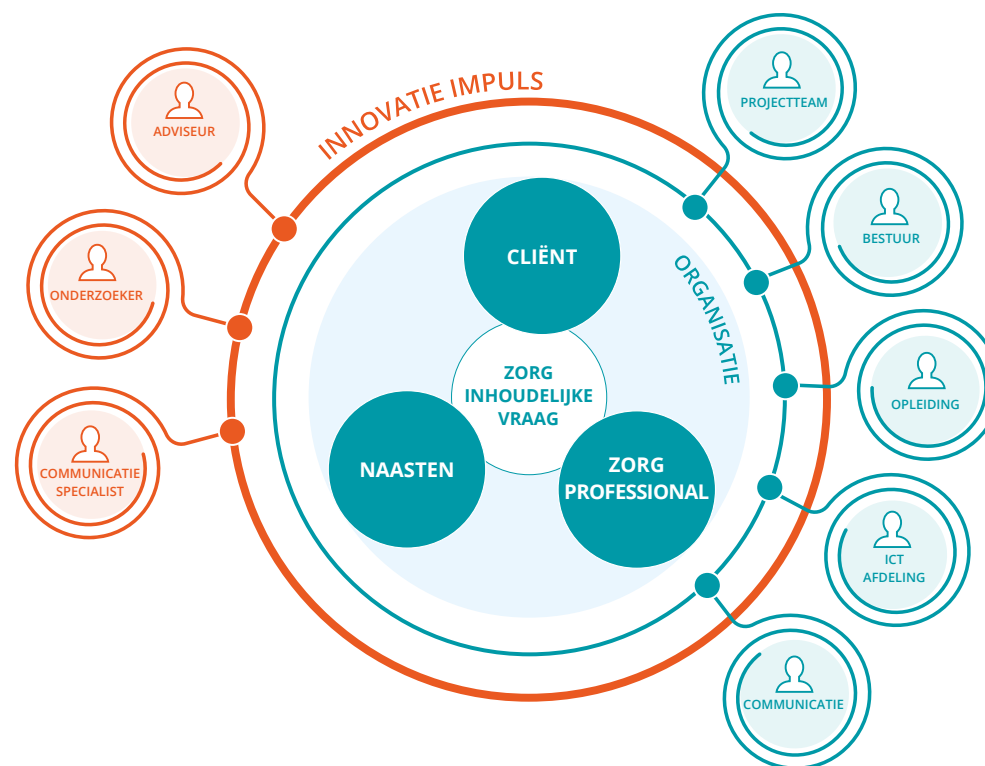 INNOVATIE IMPULS
ADVISEUR
ONDERZOEKER
COMMUNICATIE
SPECIALIST
CLIËNT
ZORG
INHOUDELIJKE
VRAAG
NAASTEN
ZORG
PROFESSIONAL
ORGANISATIE
PROJECTTEAM
BESTUUR
OPLEIDING
ICT
AFDELING
COMMUNICATIE